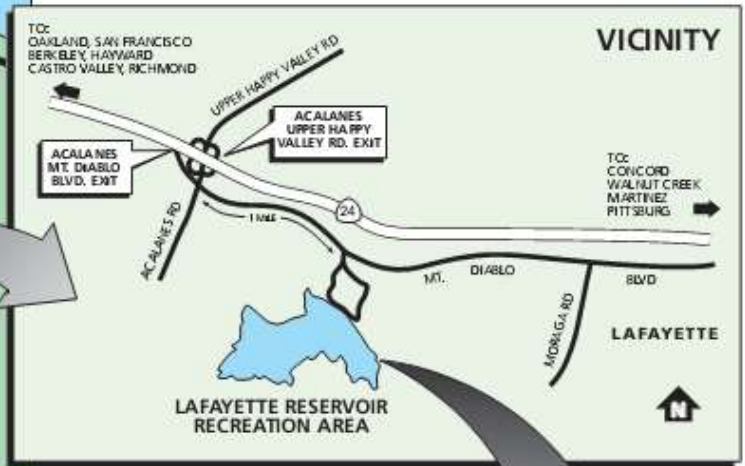 VICINITY
TO:
OAKLAND, SAN FRANCISCO
BERKELEY, HAYWARD
CASTRO VALLEY, RICHMOND
UPPER HAPPY VALLEY RD
ACALANES
UPPER HAPPY
VALLEY RD. EXIT
ACALANES
MT. DIABLO
BLVD. EXIT
TO:
CONCORD
WALNUT CREEK
MARTINEZ
PITTSBURG
ACALANES RD
1 MILE
24
MT. DIABLO BLVD
MORAGA RD
LAFAYETTE
LAFAYETTE RESERVOIR
RECREATION AREA
N